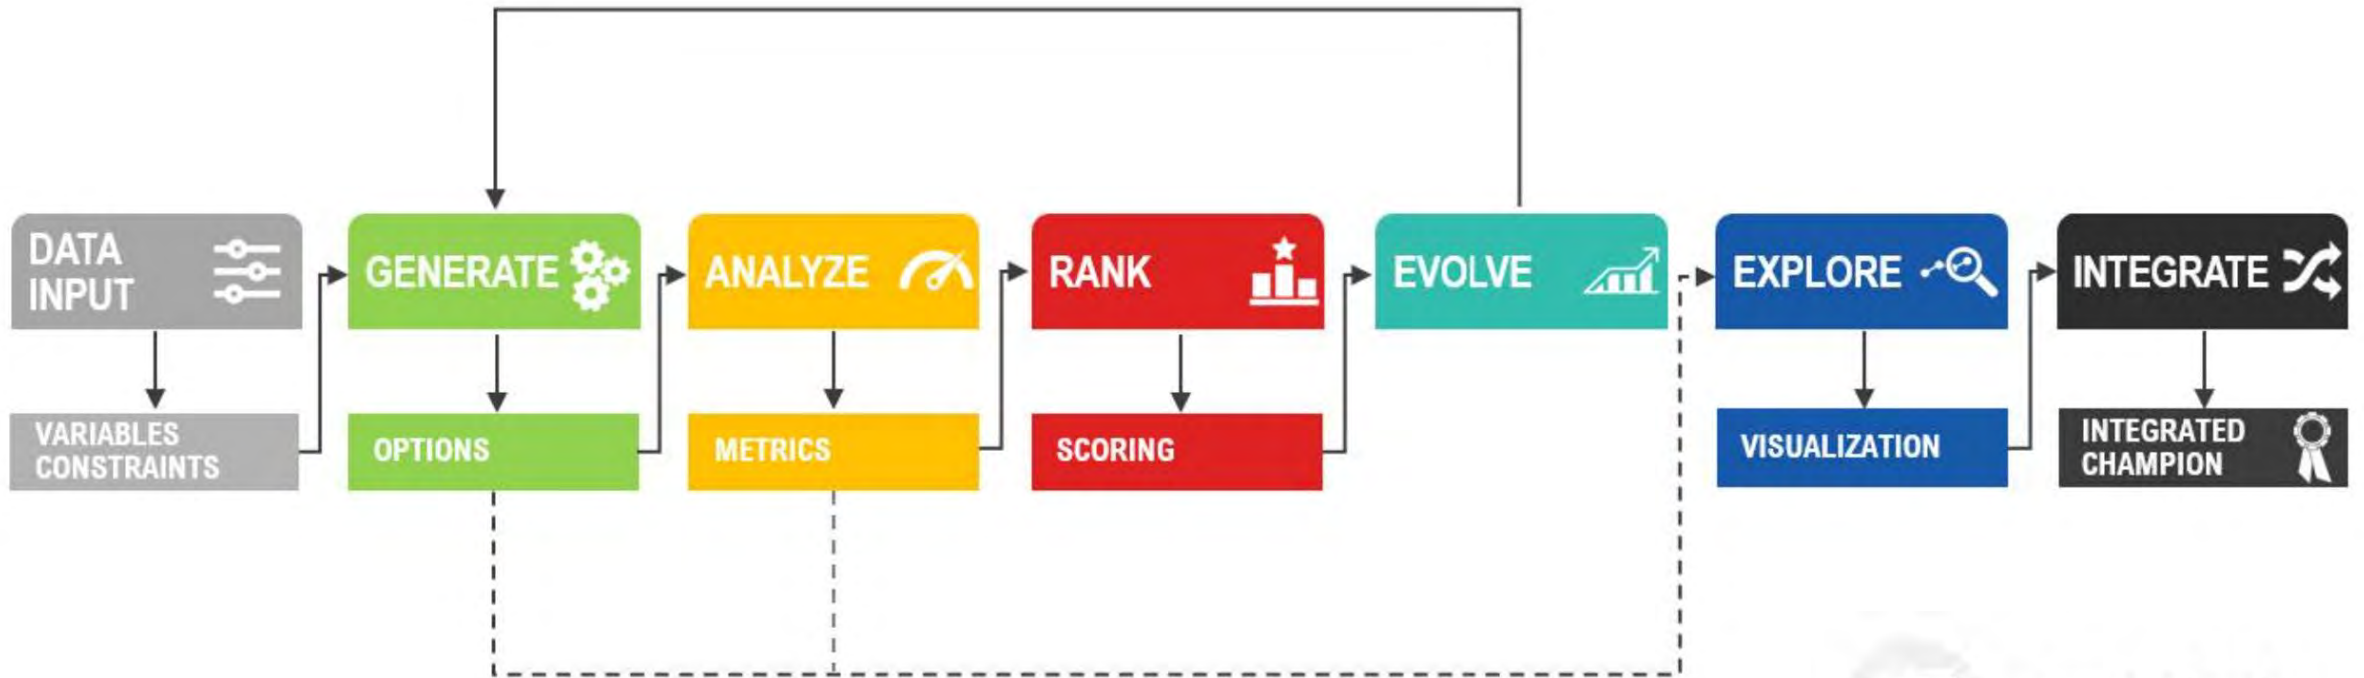 DATA
INPUT
GENERATE
ANALYZE
RANK
EVOLVE
EXPLORE
INTEGRATE
VARIABLES
CONSTRAINTS
OPTIONS
METRICS
SCORING
VISUALIZATION
INTEGRATED
CHAMPION